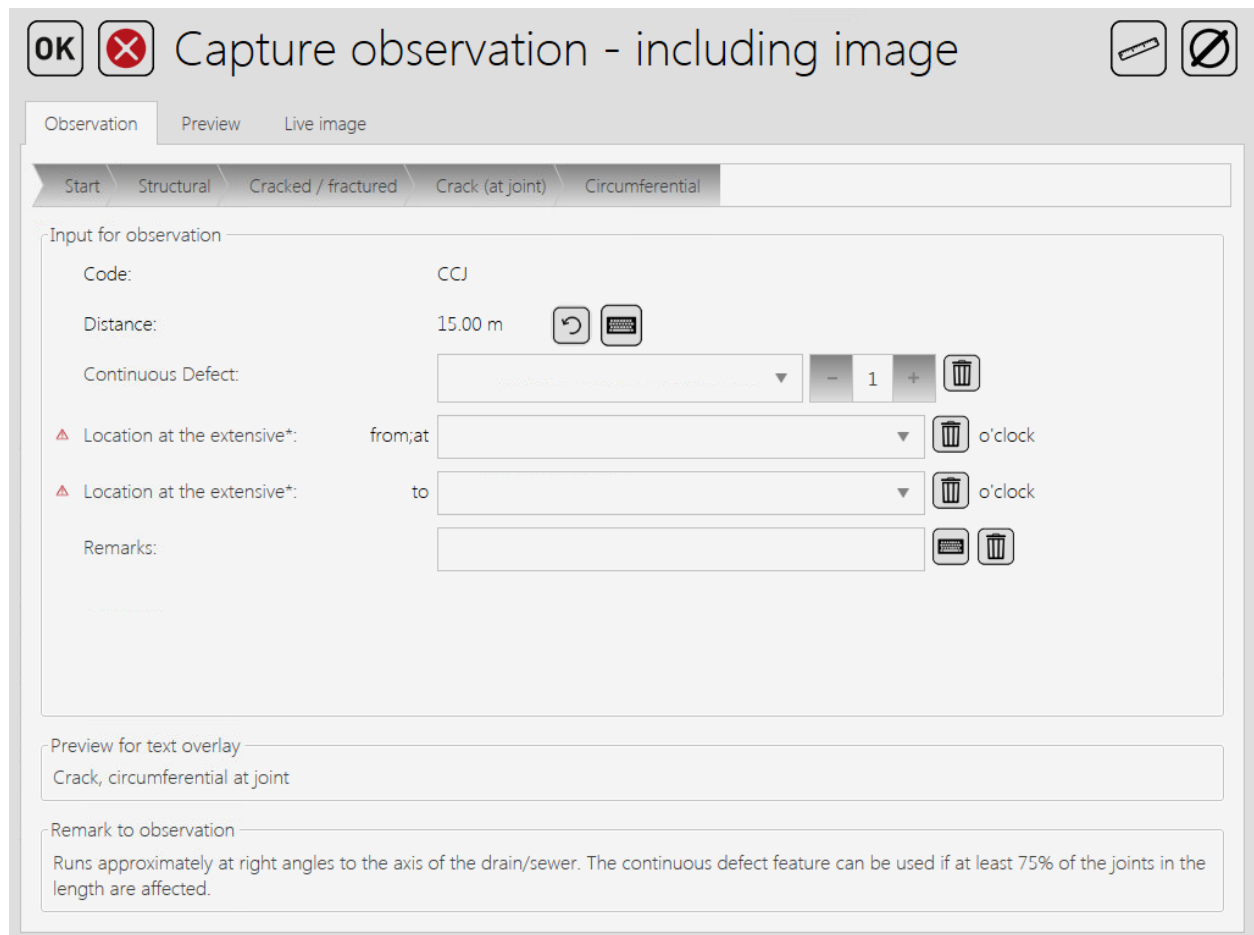 OK Capture observation - including image
Observation Preview Live image
Start Structural Cracked / fractured Crack (at joint) Circumferential
Input for observation
Code: CCJ
Distance: 15.00 m
Continuous Defect: - 1 +
Location at the extensive*: from;at o'clock
Location at the extensive*: to o'clock
Remarks:
Preview for text overlay
Crack, circumferential at joint
Remark to observation
Runs approximately at right angles to the axis of the drain/sewer. The continuous defect feature can be used if at least 75% of the joints in the
length are affected.